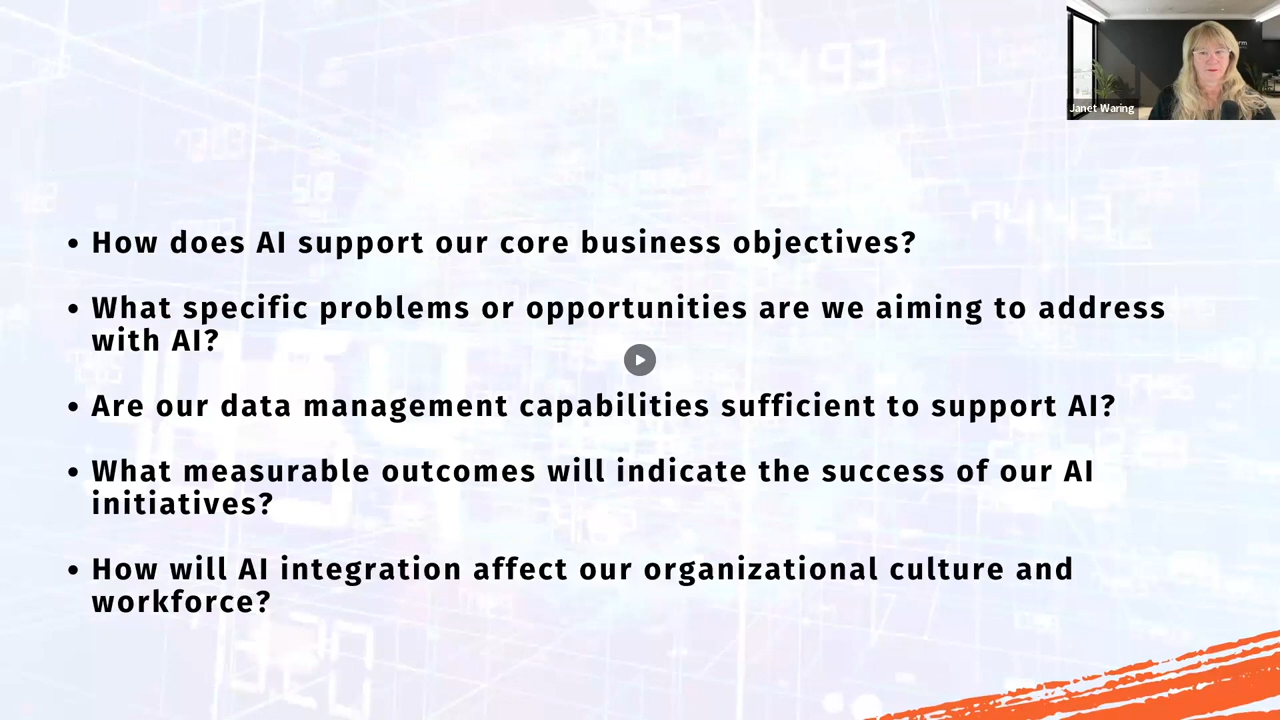 Janet Waring
• How does AI support our core business objectives?
• What specific problems or opportunities are we aiming to address
with AI?
• Are our data management capabilities sufficient to support AI?
• What measurable outcomes will indicate the success of our AI
initiatives?
• How will AI integration affect our organizational culture and
workforce?